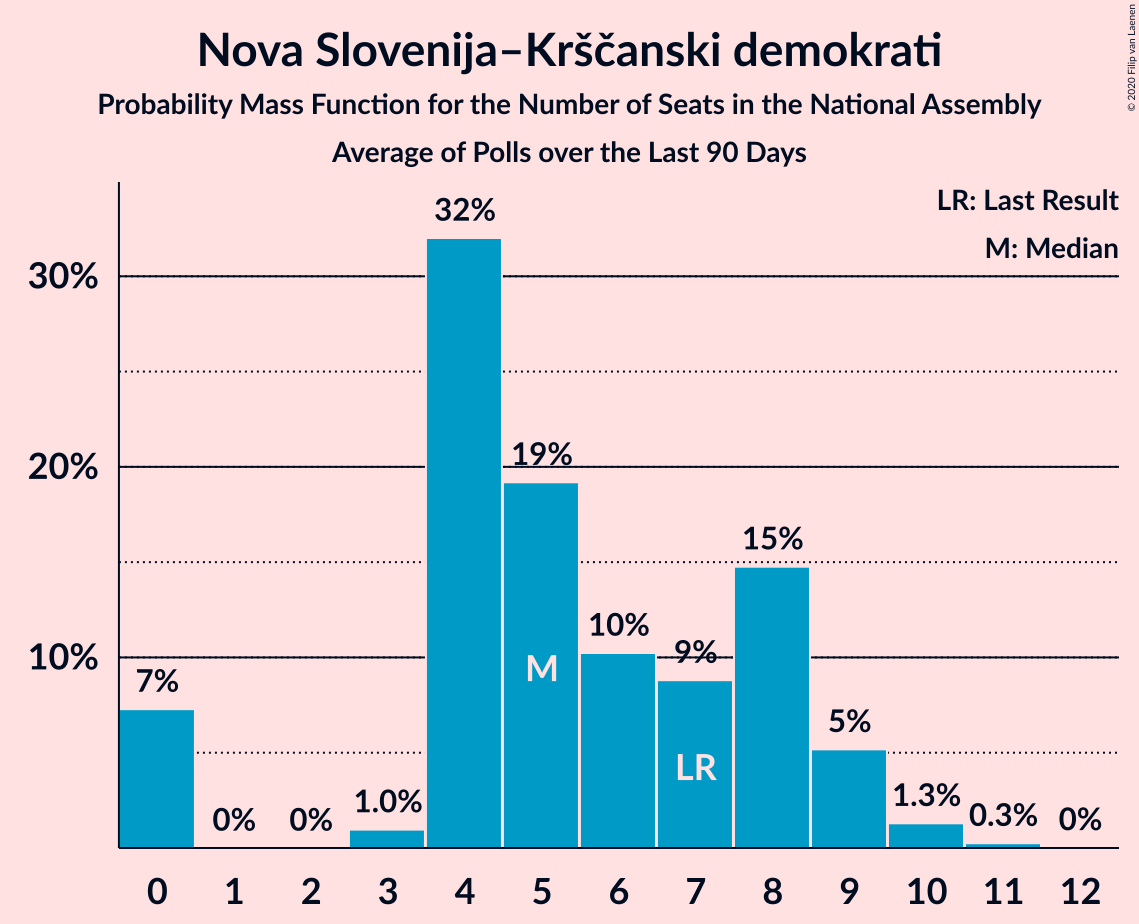 Nova Slovenija–Krščanski demokrati
Probability Mass Function for the Number of Seats in the National Assembly
Average of Polls over the Last 90 Days
© 2020 Filip van Laenen
LR: Last Result
M: Median
30%
20%
10%
7%
0%
0%
1.0%
32%
19%
10%
9%
15%
5%
1.3%
0.3%
0%
M
LR
0 1 2 3 4 5 6 7 8 9 10 11 12